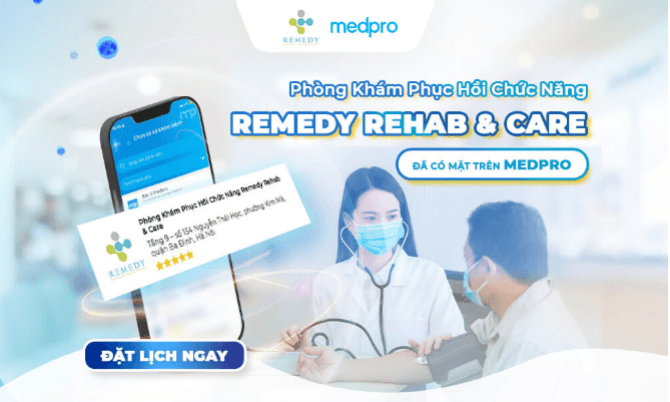 REMEDY
medpro
Phòng Khám Phục Hồi Chức Năng
REMEDY REHAB & CARE
ĐÃ CÓ MẶT TRÊN MEDPRO
Phòng Khám Phục Hồi Chức Năng Remedy Rehab
& Care
Tầng 9 – số 154 Nguyễn Thái Học, phường Kim Mã,
quận Ba Đình, Hà Nội
REMEDY
ĐẶT LỊCH NGAY